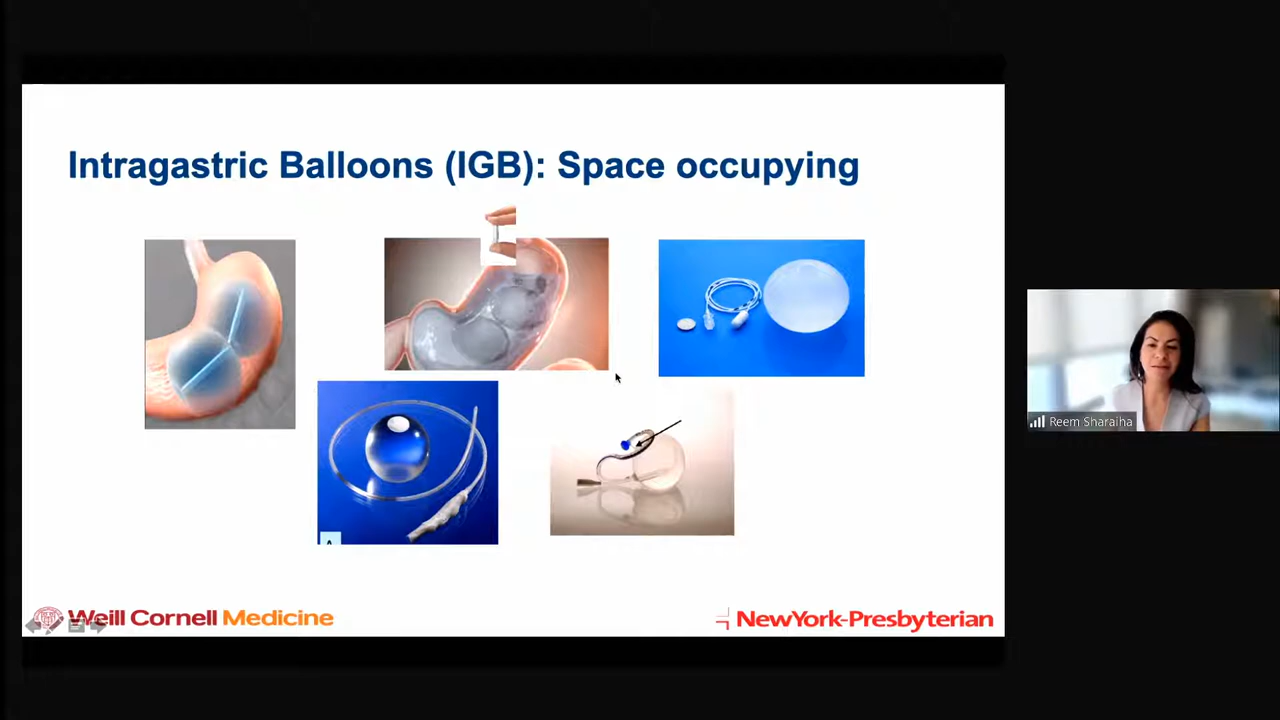 Intragastric Balloons (IGB): Space occupying
Reem Sharaiha
A
Weill Cornell Medicine
NewYork-Presbyterian